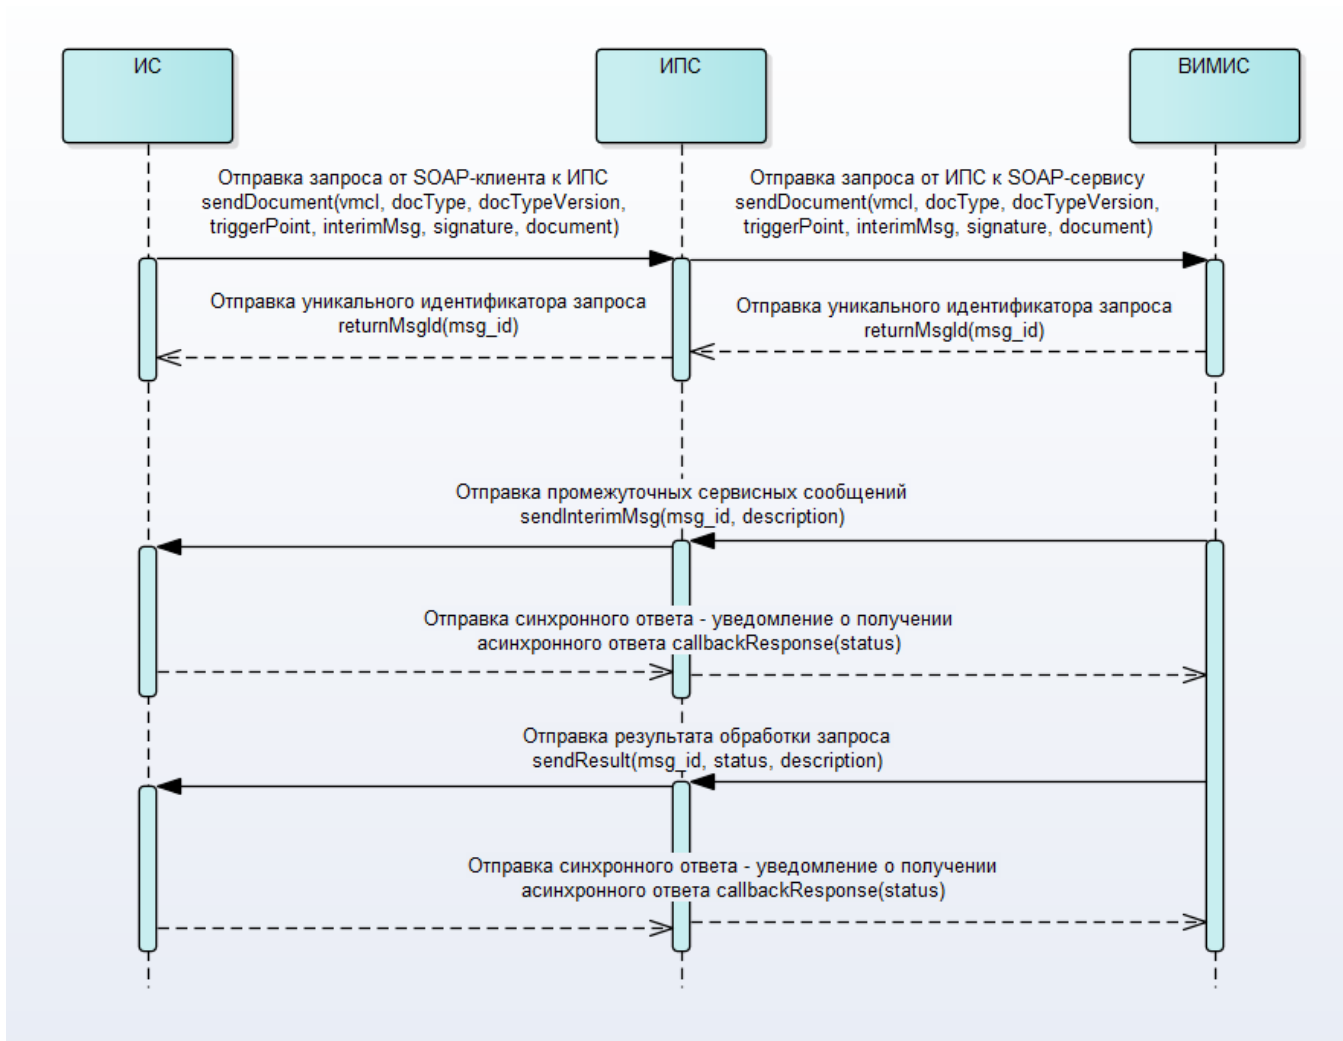 ИС
ИПС
ВИМИС
Отправка запроса от SOAP-клиента к ИПС
sendDocument(vmcl, docType, docTypeVersion,
triggerPoint, interimMsg, signature, document)
Отправка запроса от ИПС к SOAP-сервису
sendDocument(vmcl, docType, docTypeVersion,
triggerPoint, interimMsg, signature, document)
Отправка уникального идентификатора запроса
returnMsgId(msg_id)
Отправка уникального идентификатора запроса
returnMsgId(msg_id)
Отправка промежуточных сервисных сообщений
sendInterimMsg(msg_id, description)
Отправка синхронного ответа - уведомление о получении
асинхронного ответа callbackResponse(status)
Отправка результата обработки запроса
sendResult(msg_id, status, description)
Отправка синхронного ответа - уведомление о получении
асинхронного ответа callbackResponse(status)